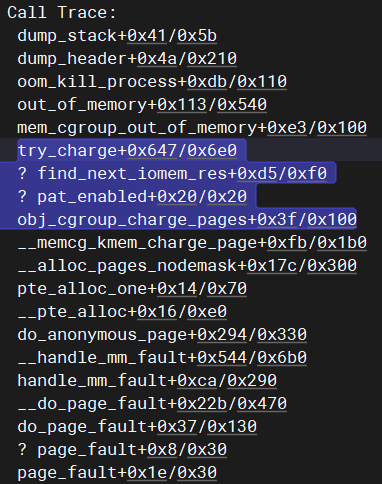 Call Trace:
dump_stack+0x41/0x5b
dump_header+0x4a/0x210
oom_kill_process+0xdb/0x110
out_of_memory+0x113/0x540
mem_cgroup_out_of_memory+0xe3/0x100
try_charge+0x647/0x6e0
? find_next_iomem_res+0xd5/0xf0
? pat_enabled+0x20/0x20
obj_cgroup_charge_pages+0x3f/0x100
__memcg_kmem_charge_page+0xfb/0x1b0
__alloc_pages_nodemask+0x17c/0x300
pte_alloc_one+0x14/0x70
__pte_alloc+0x16/0xe0
do_anonymous_page+0x294/0x330
__handle_mm_fault+0x544/0x6b0
handle_mm_fault+0xca/0x290
__do_page_fault+0x22b/0x470
do_page_fault+0x37/0x130
? page_fault+0x8/0x30
page_fault+0x1e/0x30